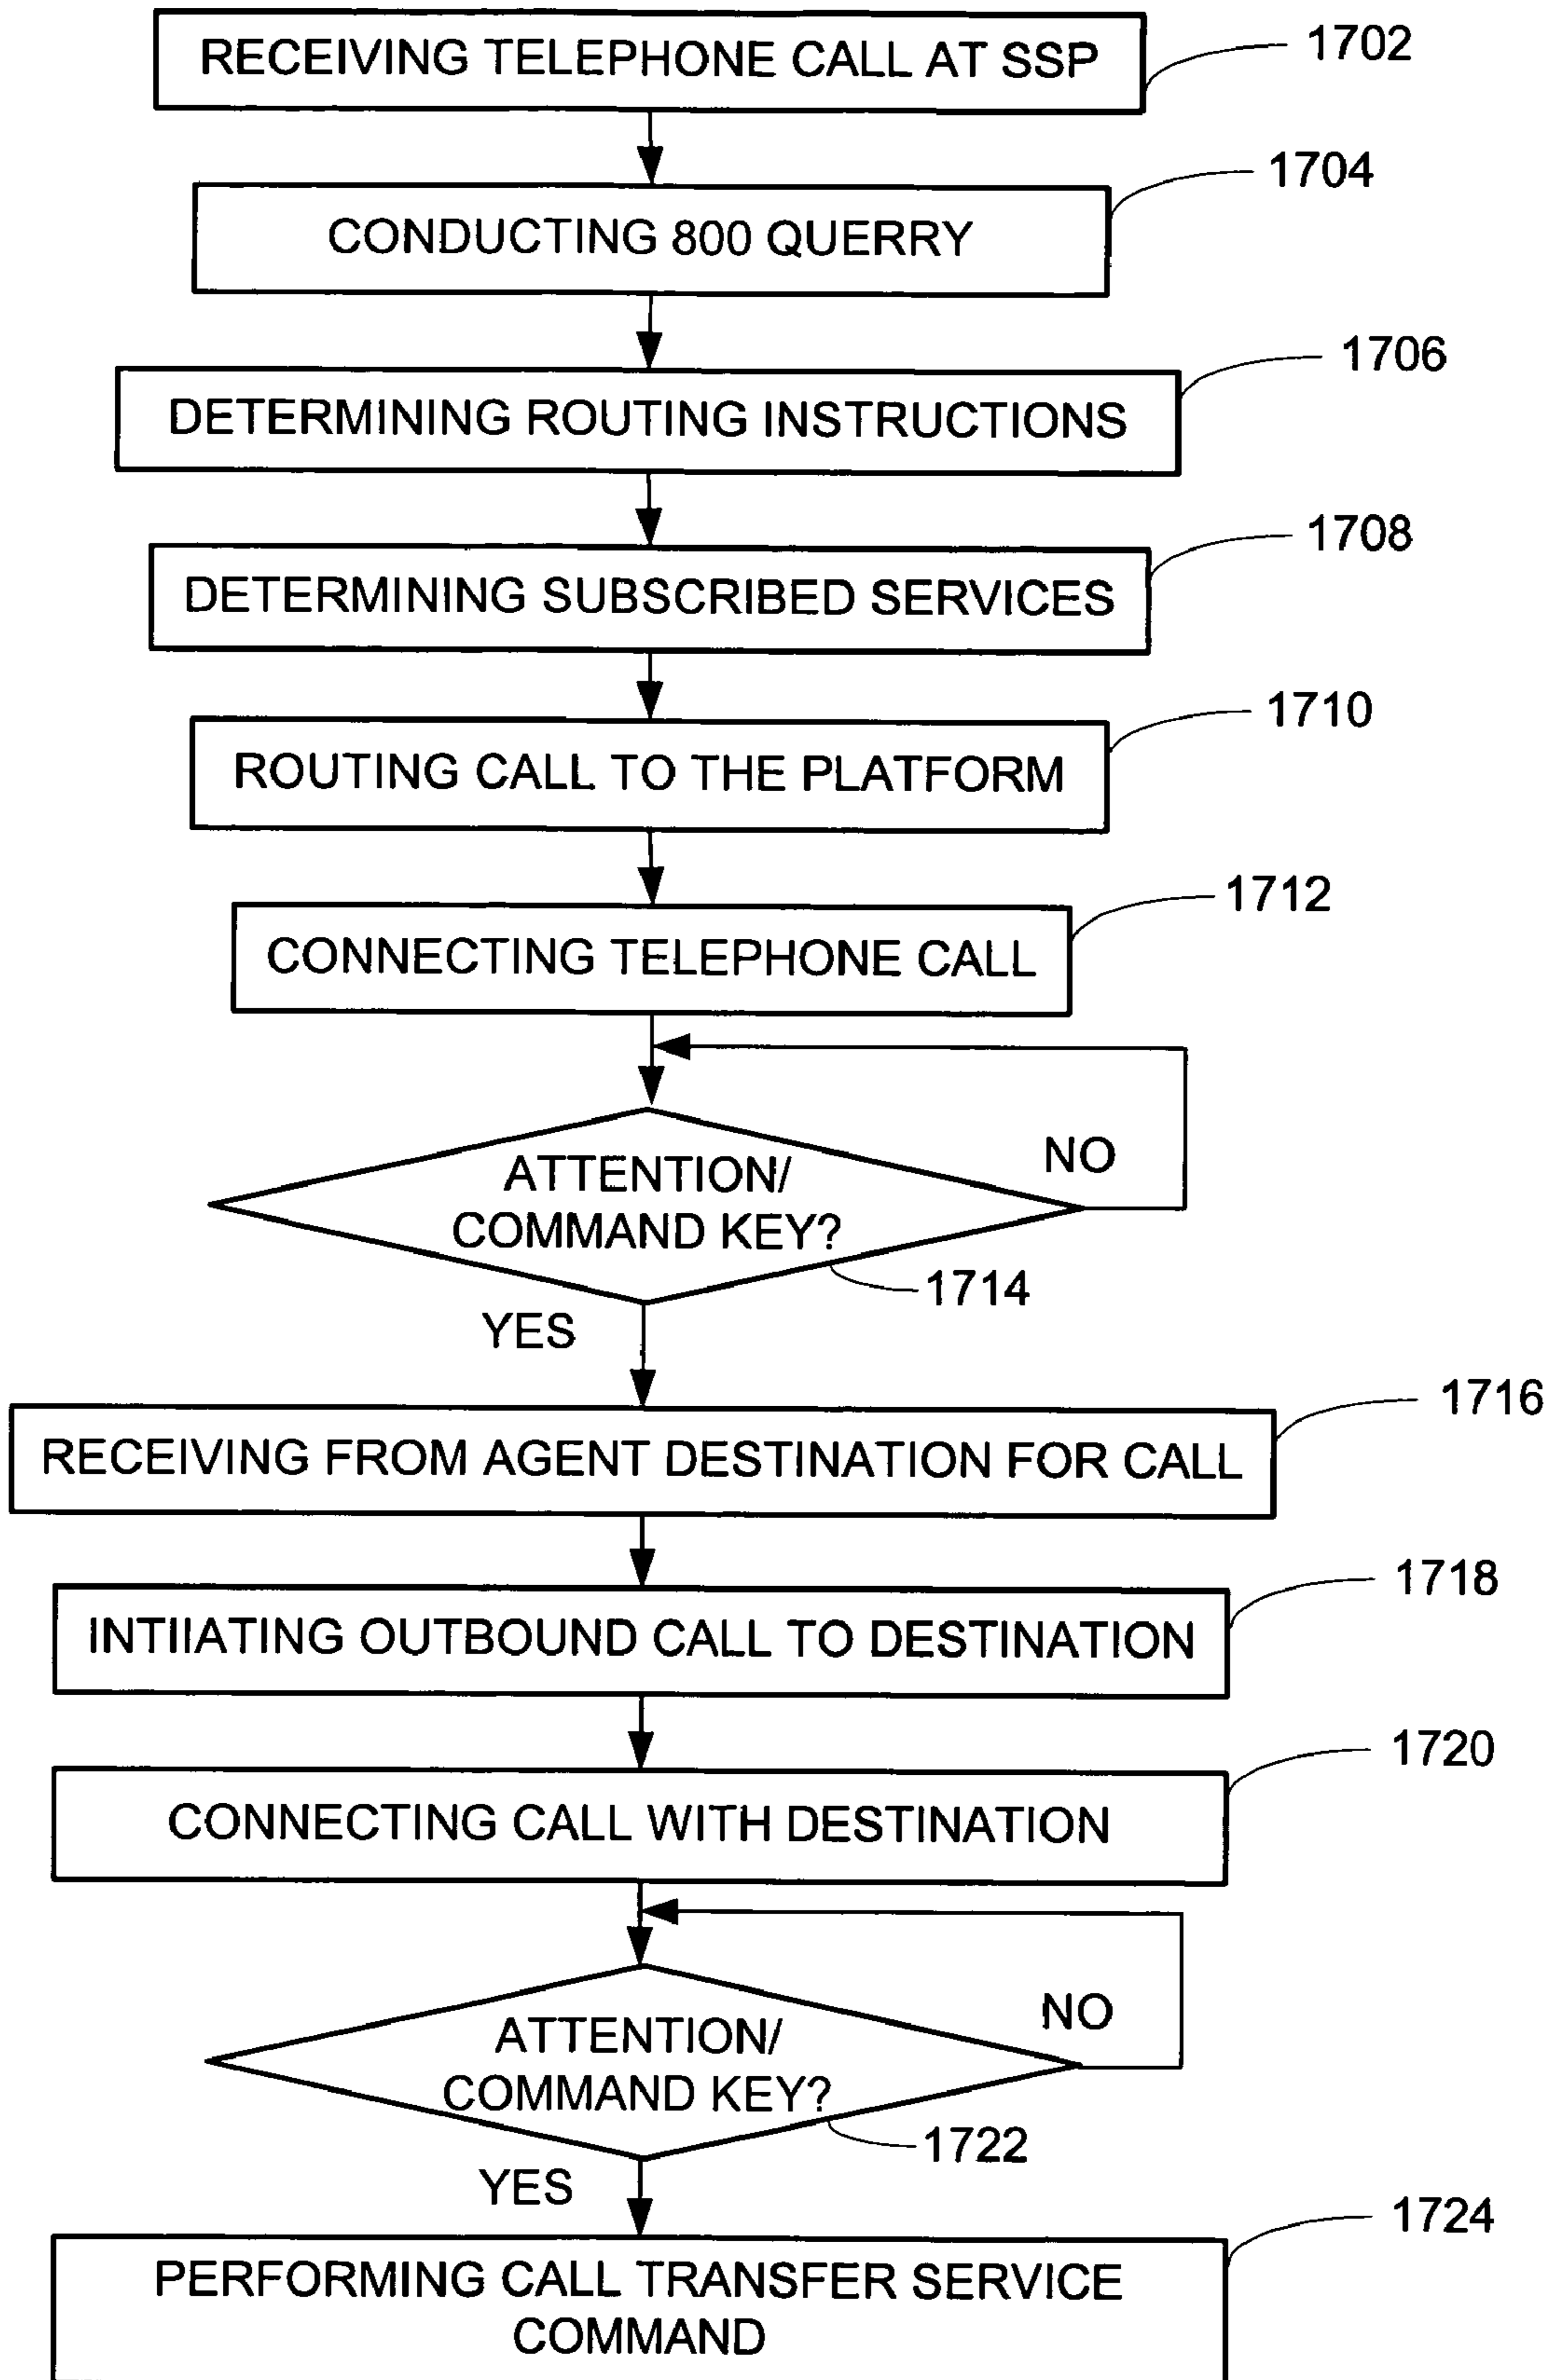 RECEIVING TELEPHONE CALL AT SSP
1702
1704
CONDUCTING 800 QUERRY
1706
DETERMINING ROUTING INSTRUCTIONS
1708
DETERMINING SUBSCRIBED SERVICES
1710
ROUTING CALL TO THE PLATFORM
1712
CONNECTING TELEPHONE CALL
NO
ATTENTION/
COMMAND KEY?
1714
YES
1716
RECEIVING FROM AGENT DESTINATION FOR CALL
1718
INTIIATING OUTBOUND CALL TO DESTINATION
1720
CONNECTING CALL WITH DESTINATION
NO
ATTENTION/
COMMAND KEY?
1722
YES
1724
PERFORMING CALL TRANSFER SERVICE
COMMAND